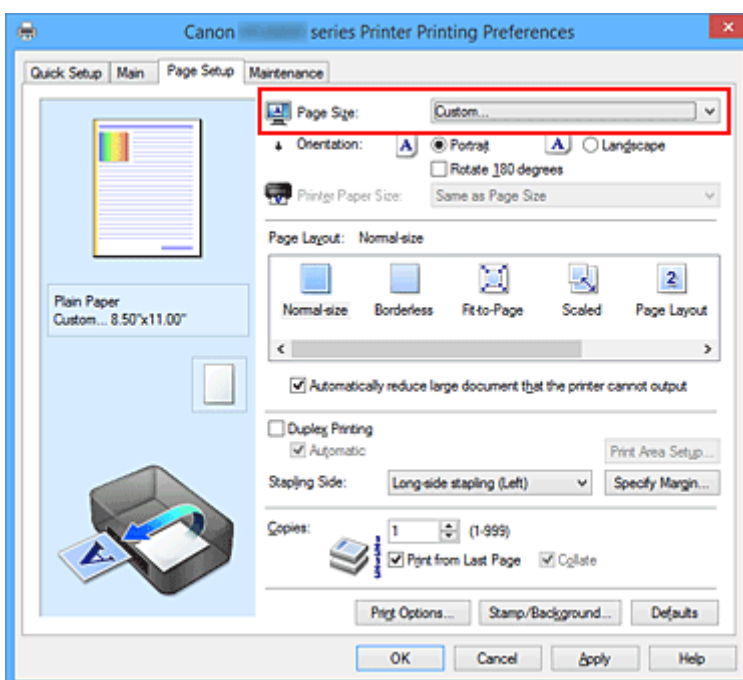 Canon series Printer Printing Preferences
Quick Setup Main Page Setup Maintenance
Page Size: Custom...
Orientation: A Portrait A Landscape
Rotate 180 degrees
Printer Paper Size: Same as Page Size
Page Layout: Normal-size
2
Normal-size Borderless Fit-to-Page Scaled Page Layout
Plain Paper
Custom... 8.50"x11.00"
Automatically reduce large document that the printer cannot output
Duplex Printing
Automatic
Print Area Setup...
Stapling Side: Long-side stapling (Left) Specify Margin...
Copies: 1 (1-999)
Print from Last Page Collate
A
Print Options... Stamp/Background... Defaults
OK Cancel Apply Help